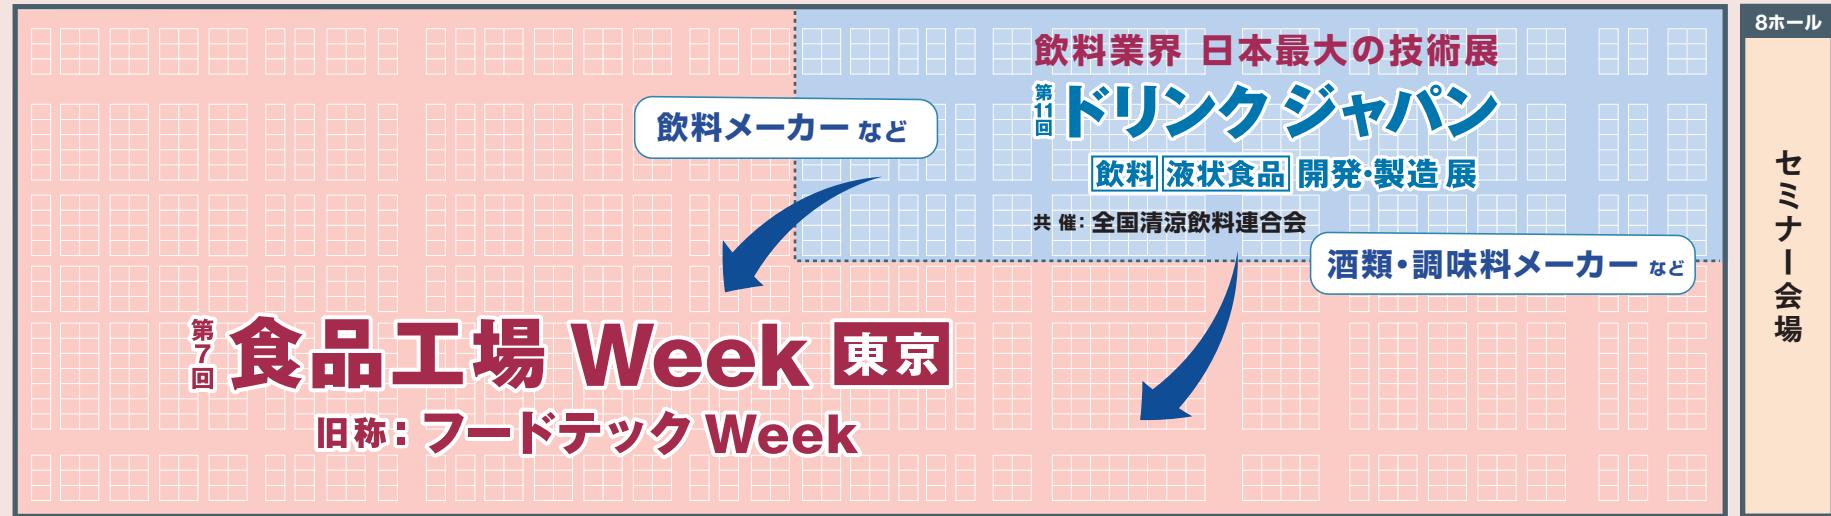 8ホール
飲料業界 日本最大の技術展
第11回 ドリンク ジャパン
飲料 液状食品 開発・製造 展
共 催：全国清涼飲料連合会
飲料メーカー など
酒類・調味料メーカー など
第7回 食品工場 Week 東京
旧称：フードテック Week
セミナー会場